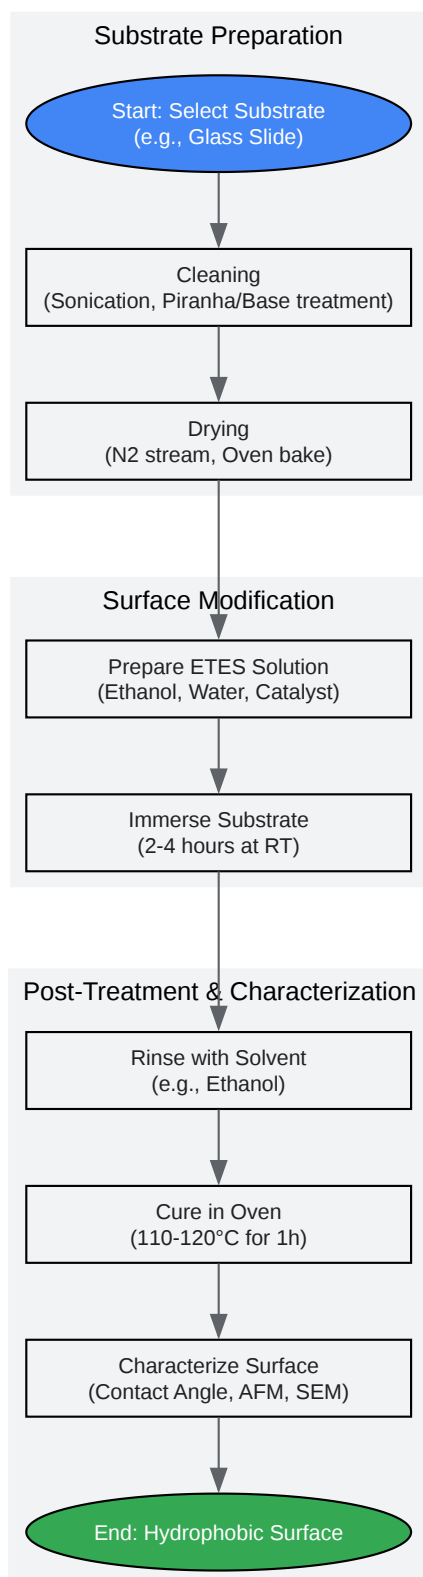 Substrate Preparation
Start: Select Substrate
(e.g., Glass Slide)
Cleaning
(Sonication, Piranha/Base treatment)
Drying
(N2 stream, Oven bake)
Surface Modification
Prepare ETES Solution
(Ethanol, Water, Catalyst)
Immerse Substrate
(2-4 hours at RT)
Post-Treatment & Characterization
Rinse with Solvent
(e.g., Ethanol)
Cure in Oven
(110-120°C for 1h)
Characterize Surface
(Contact Angle, AFM, SEM)
End: Hydrophobic Surface